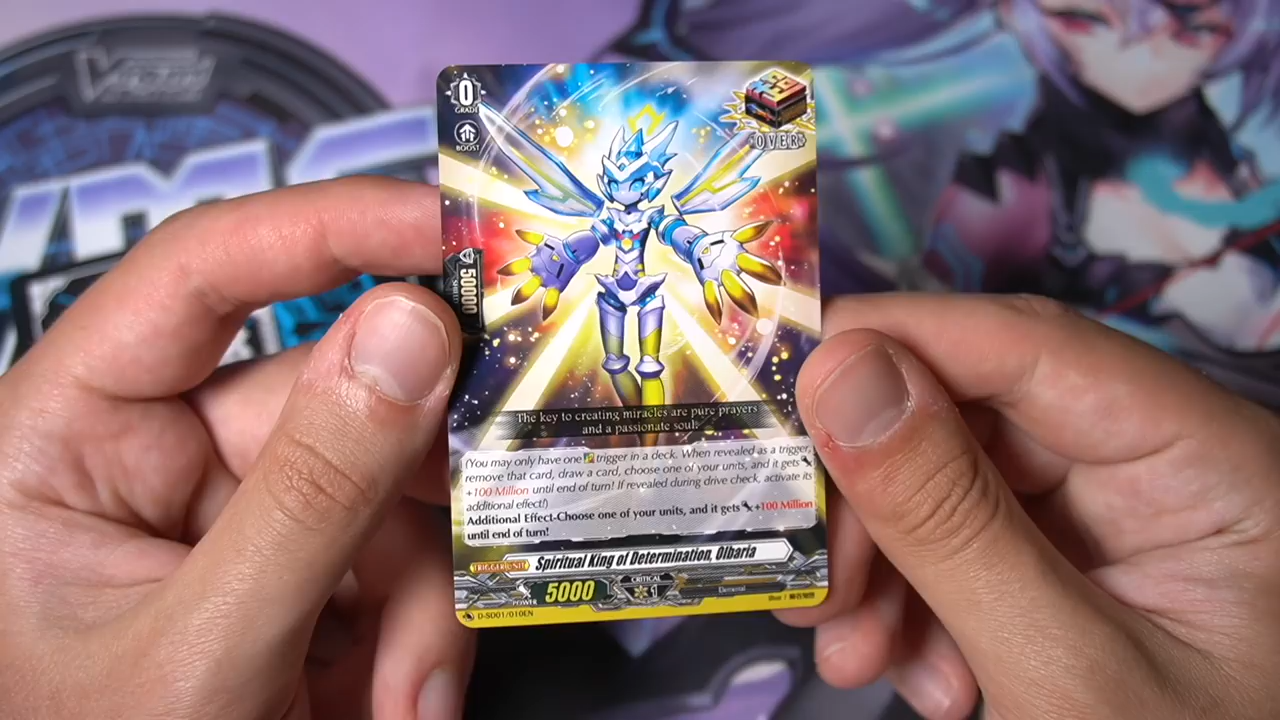 0
GRADE
BOOST
OVER
50000
SHIELD
The key to creating miracles are pure prayers
and a passionate soul.
(You may only have one trigger in a deck. When revealed as a trigger,
remove that card, draw a card, choose one of your units, and it gets
+100 Million until end of turn! If revealed during drive check, activate its
additional effect!)
Additional Effect-Choose one of your units, and it gets +100 Million
until end of turn!
TRIGGER UNIT
Spiritual King of Determination, Olbaria
POWER 5000
CRITICAL
1
Elemental
D-SD01/010EN